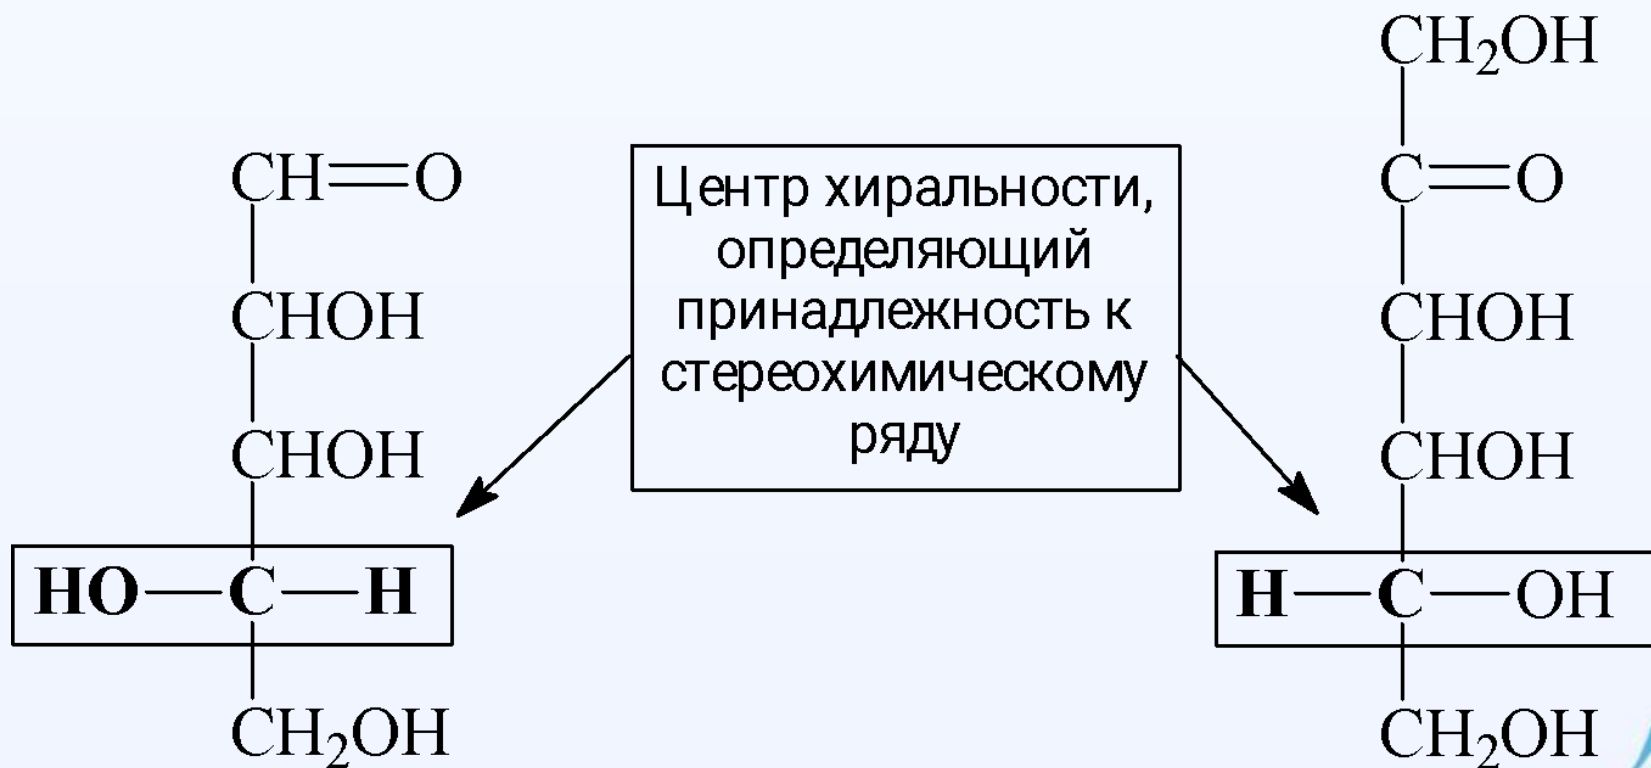 CH=O
CHOH
CHOH
HO—C—H
CH₂OH
Центр хиральности,
определяющий
принадлежность к
стереохимическому
ряду
CH₂OH
C=O
CHOH
CHOH
H—C—OH
CH₂OH